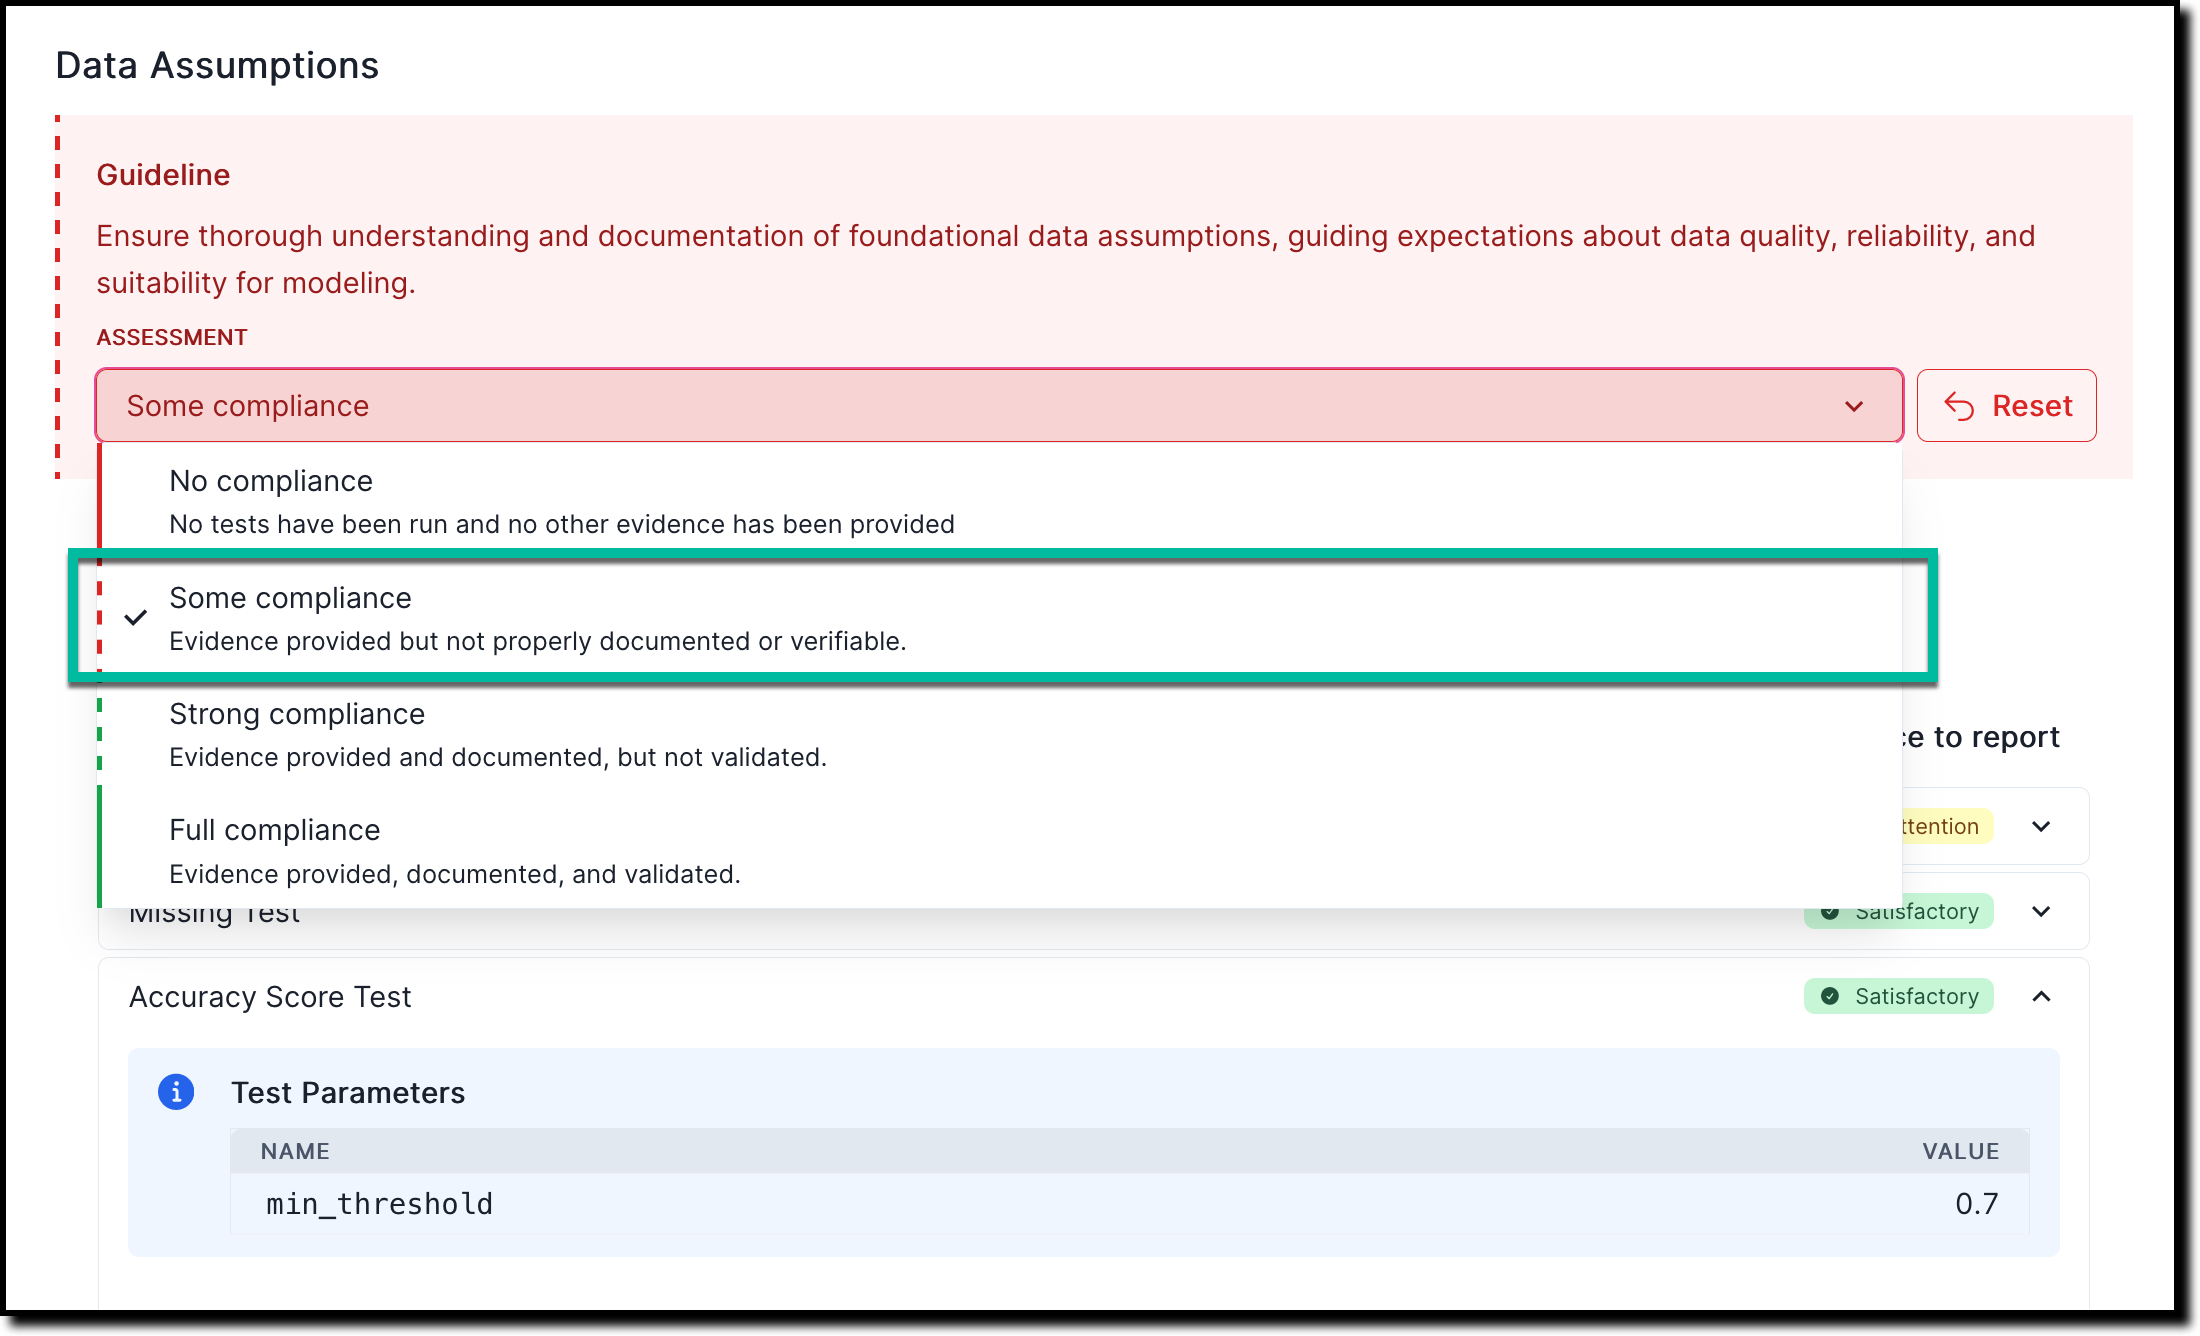 Data Assumptions
Guideline
Ensure thorough understanding and documentation of foundational data assumptions, guiding expectations about data quality, reliability, and
suitability for modeling.
ASSESSMENT
Some compliance
Reset
No compliance
No tests have been run and no other evidence has been provided
Some compliance
Evidence provided but not properly documented or verifiable.
Strong compliance
Evidence provided and documented, but not validated.
to report
Full compliance
Evidence provided, documented, and validated.
Missing Test
Satisfactory
Accuracy Score Test
Satisfactory
Test Parameters
NAME
VALUE
min_threshold
0.7